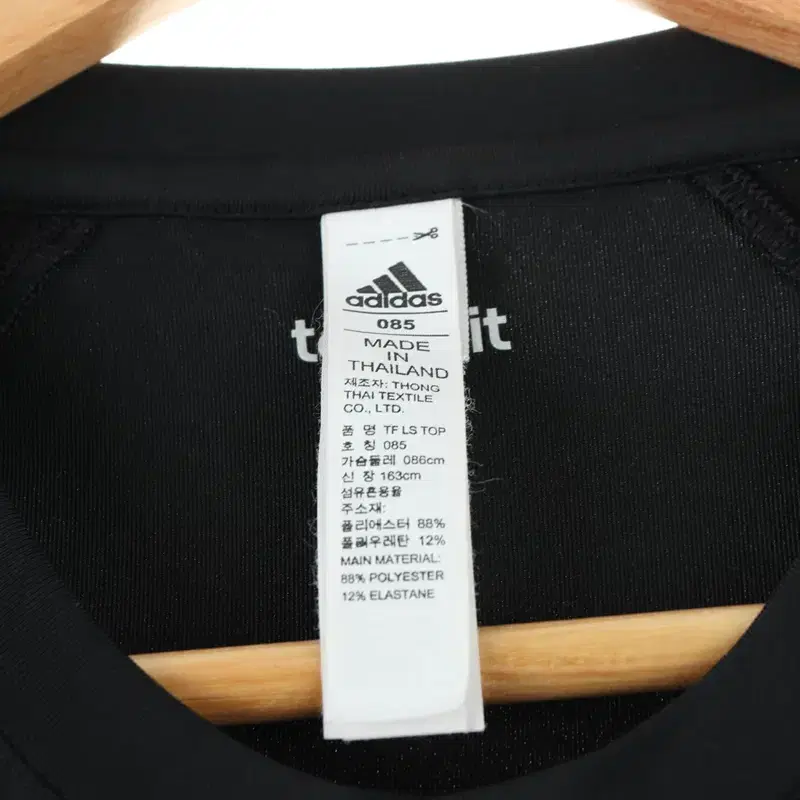 adidas
085
MADE
IN
THAILAND
제조자: THONG
THAI TEXTILE
CO., LTD.
품 명 TF LS TOP
호 칭 085
가슴둘레 086cm
신 장 163cm
섬유혼용율
주소재:
폴리에스터 88%
폴리우레탄 12%
MAIN MATERIAL:
88% POLYESTER
12% ELASTANE